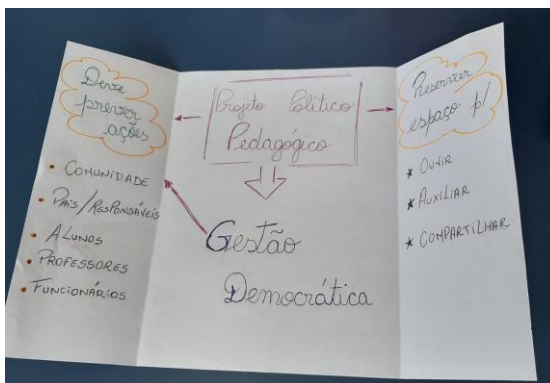 Deve
prever
ações
• COMUNIDADE
• PAIS/RESPONSÁVEIS
• ALUNOS
• PROFESSORES
• FUNCIONÁRIOS
Projeto Político
Pedagógico
Gestão
Democrática
Reservar
espaço p/
* OUVIR
* AUXILIAR
* COMPARTILHAR